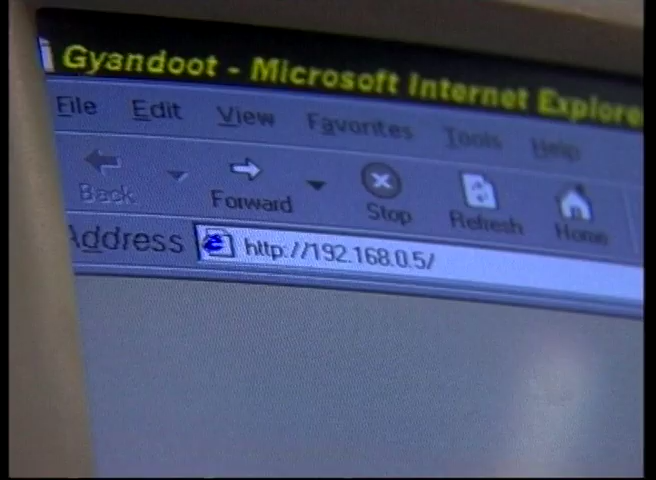 Gyandoot - Microsoft Internet Explore
File Edit View Favorites Tools Help
Back Forward Stop Refresh Home
Address http://192.168.0.5/